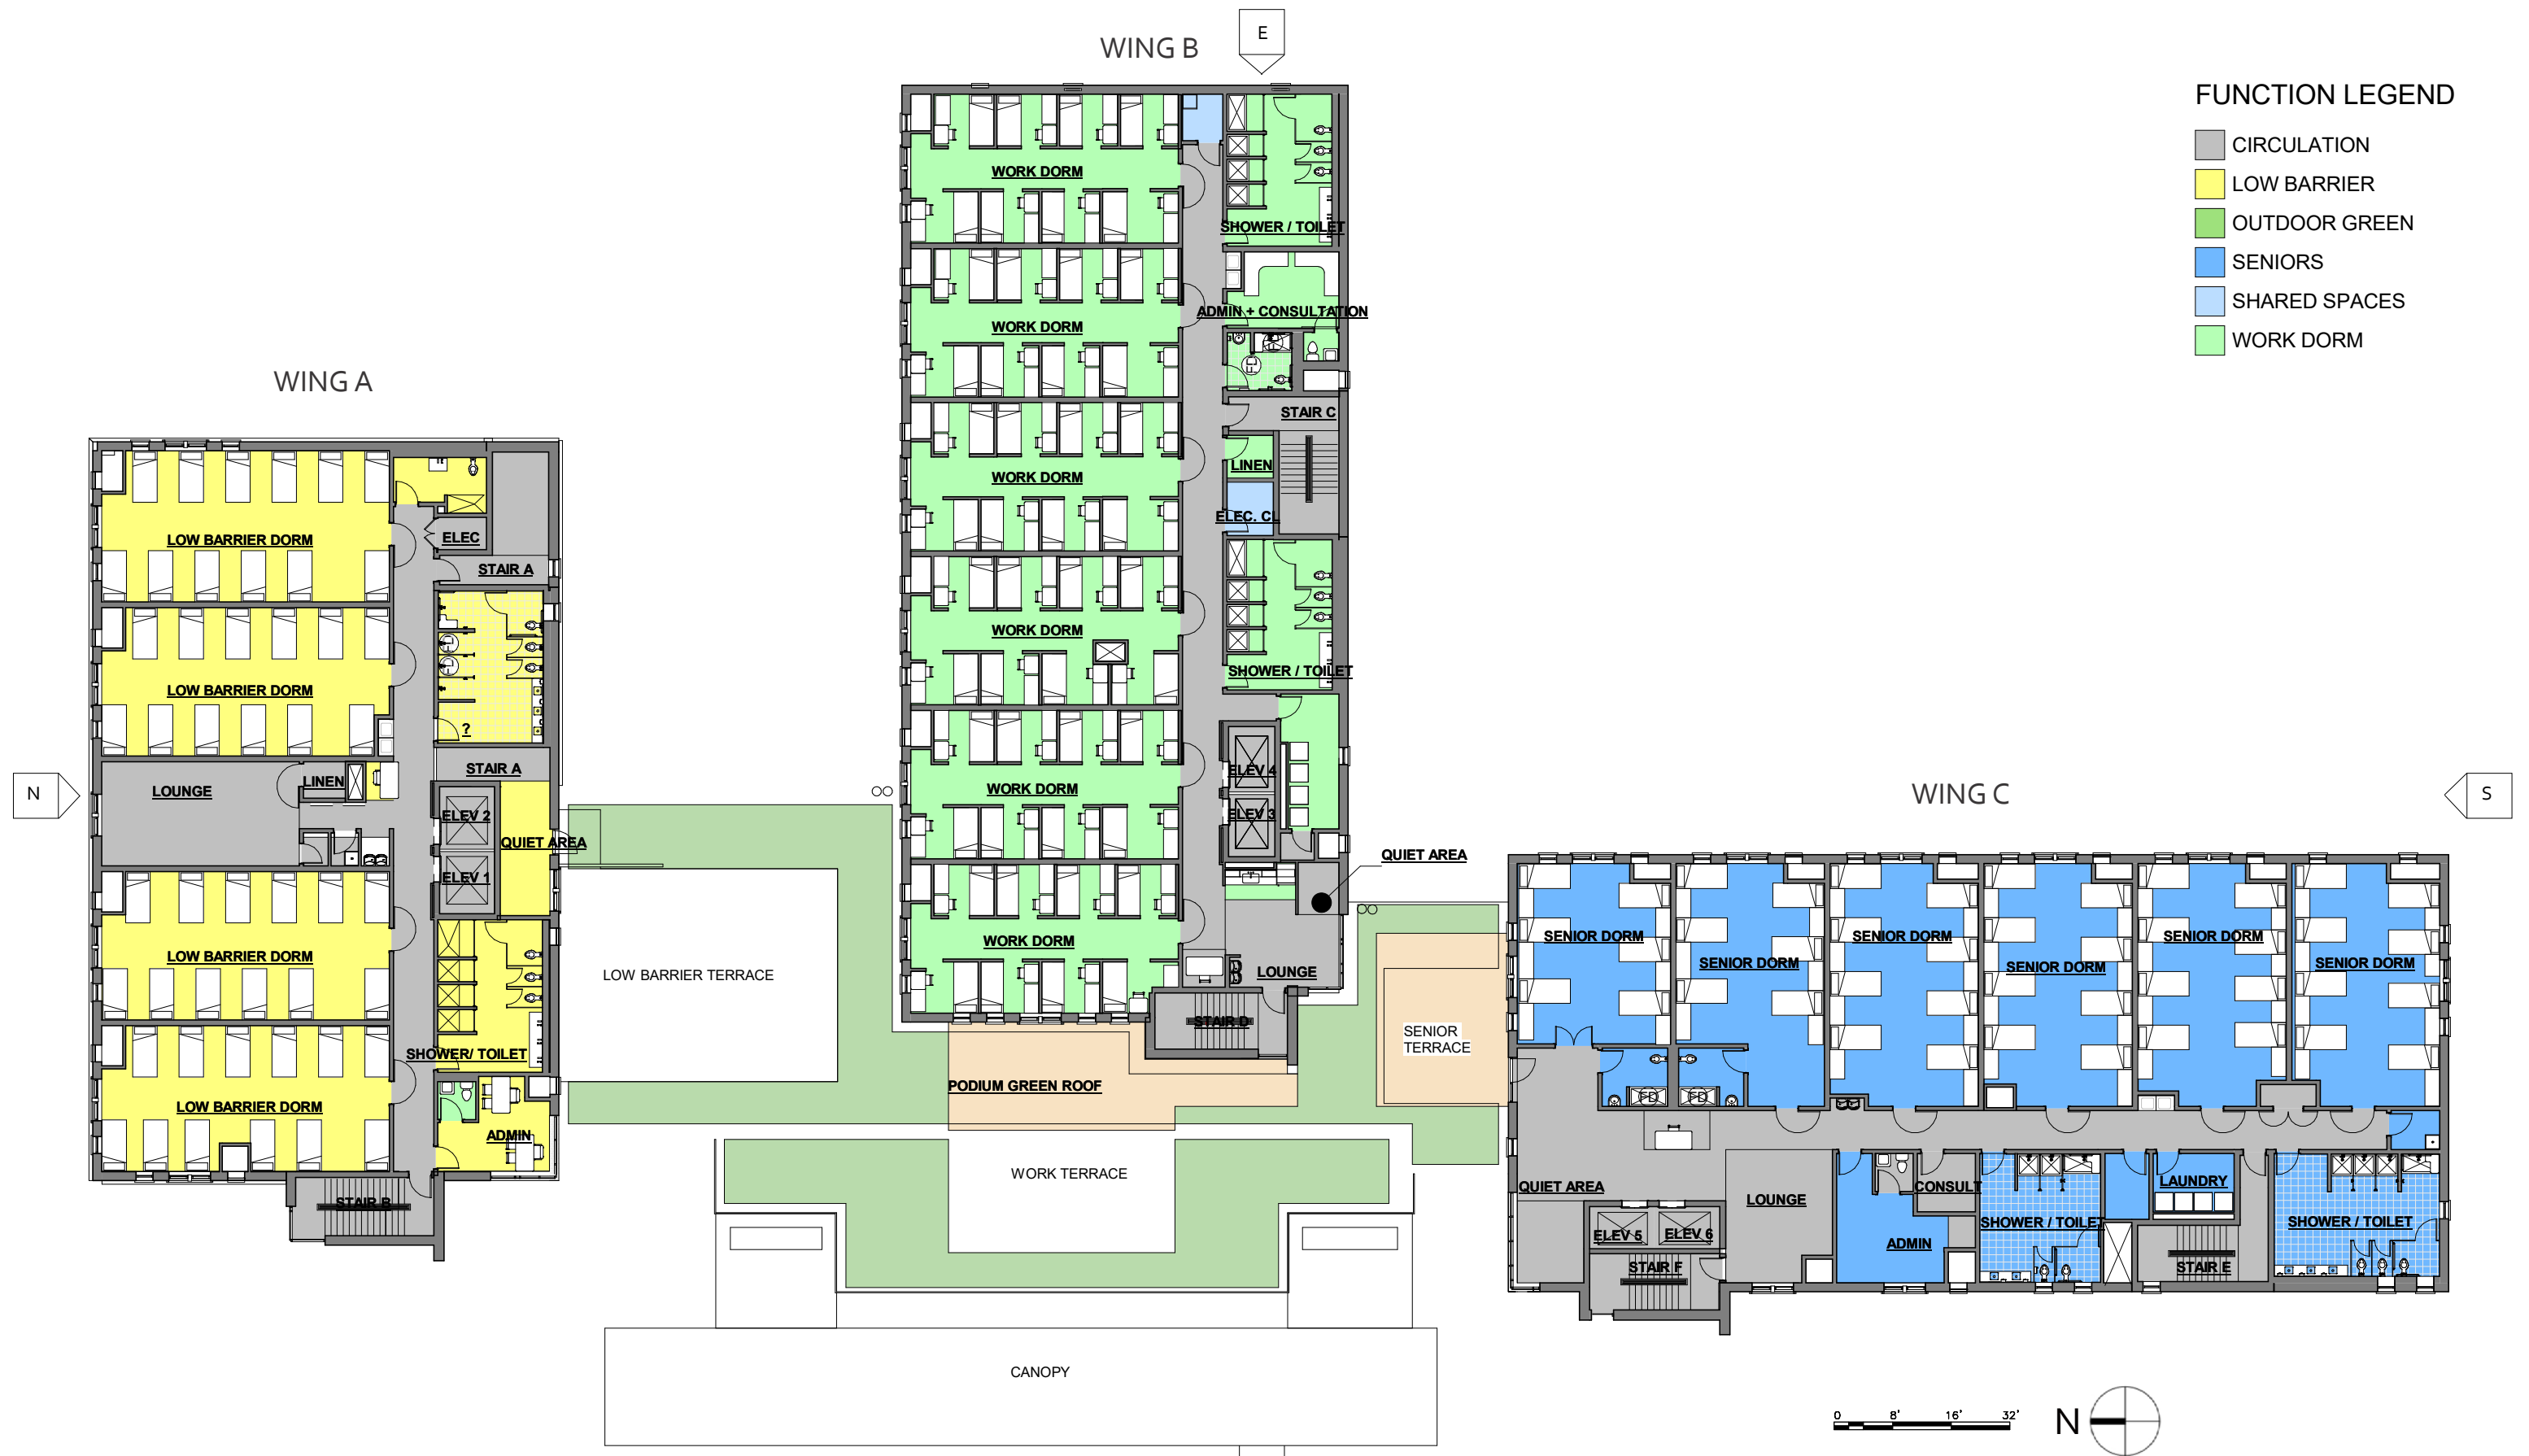 WING B
E
FUNCTION LEGEND
CIRCULATION
LOW BARRIER
OUTDOOR GREEN
SENIORS
SHARED SPACES
WORK DORM
WING A
N
LOW BARRIER DORM
ELEC
STAIR A
LOW BARRIER DORM
?
STAIR A
LOUNGE
LINEN
ELEV 2
QUIET AREA
ELEV 1
LOW BARRIER DORM
SHOWER/ TOILET
LOW BARRIER DORM
ADMIN
STAIR B
WORK DORM
SHOWER / TOILET
WORK DORM
ADMIN + CONSULTATION
FD
FD
STAIR C
WORK DORM
LINEN
ELEC. CL
WORK DORM
SHOWER / TOILET
WORK DORM
ELEV 4
ELEV 3
QUIET AREA
WORK DORM
LOUNGE
STAIR D
LOW BARRIER TERRACE
SENIOR
TERRACE
PODIUM GREEN ROOF
WORK TERRACE
CANOPY
WING C
S
SENIOR DORM
SENIOR DORM
SENIOR DORM
SENIOR DORM
SENIOR DORM
SENIOR DORM
FD
FD
QUIET AREA
LOUNGE
CONSULT
LAUNDRY
ELEV 5
ELEV 6
ADMIN
SHOWER / TOILET
SHOWER / TOILET
STAIR F
STAIR E
0 8' 16' 32'
N